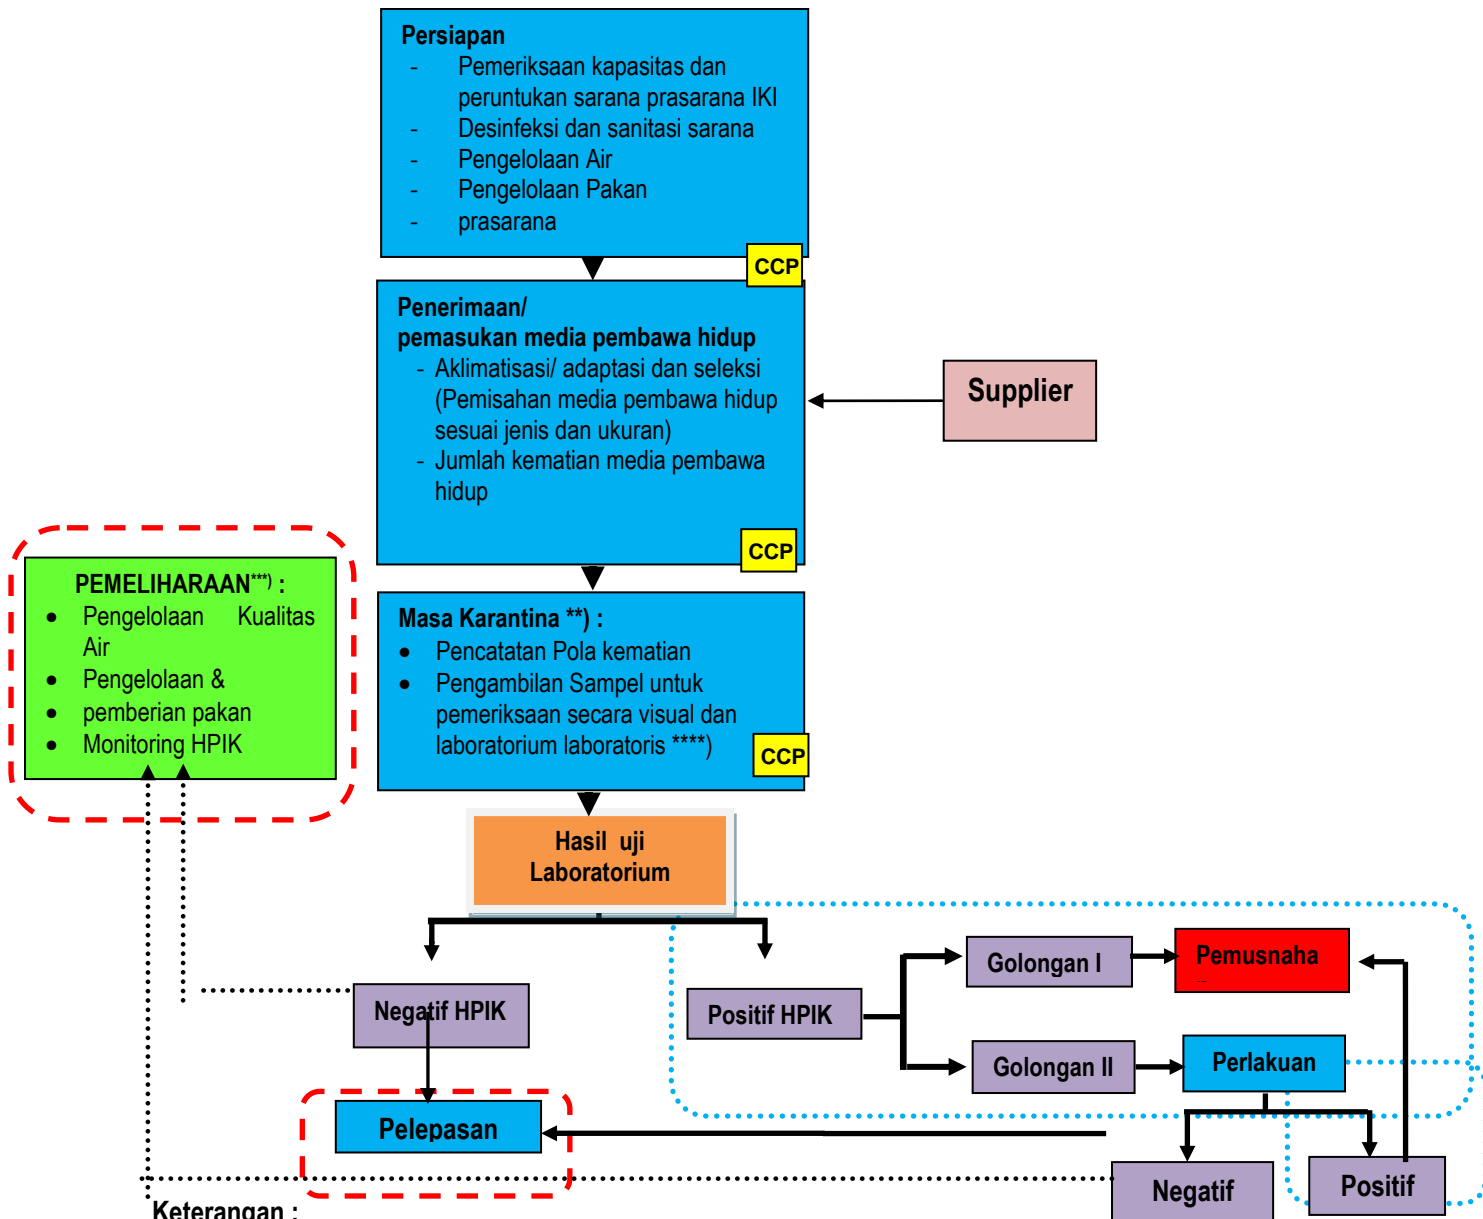 Persiapan
- Pemeriksaan kapasitas dan
peruntukan sarana prasarana IKI
- Desinfeksi dan sanitasi sarana
- Pengelolaan Air
- Pengelolaan Pakan
- prasarana
CCP
Penerimaan/
pemasukan media pembawa hidup
- Aklimatisasi/ adaptasi dan seleksi
(Pemisahan media pembawa hidup
sesuai jenis dan ukuran)
- Jumlah kematian media pembawa
hidup
CCP
Supplier
PEMELIHARAAN***) :
• Pengelolaan Kualitas
Air
• Pengelolaan &
• pemberian pakan
• Monitoring HPIK
Masa Karantina **) :
• Pencatatan Pola kematian
• Pengambilan Sampel untuk
pemeriksaan secara visual dan
laboratorium laboratoris ****)
CCP
Hasil uji
Laboratorium
Negatif HPIK
Positif HPIK
Golongan I
Pemusnaha
Golongan II
Perlakuan
Pelepasan
Negatif
Positif
Keterangan :